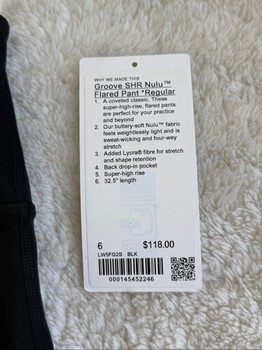 WHY WE MADE THIS
Groove SHR Nulu™
Flared Pant *Regular
1. A coveted classic. These
super-high-rise, flared pants
are perfect for your practice
and beyond
2. Our buttery-soft Nulu™ fabric
feels weightlessly light and is
sweat-wicking and four-way
stretch
3. Added Lycra® fibre for stretch
and shape retention
4. Back drop-in pocket
5. Super-high rise
6. 32.5" length
6 $118.00
LW5FG2S BLK
000145452246